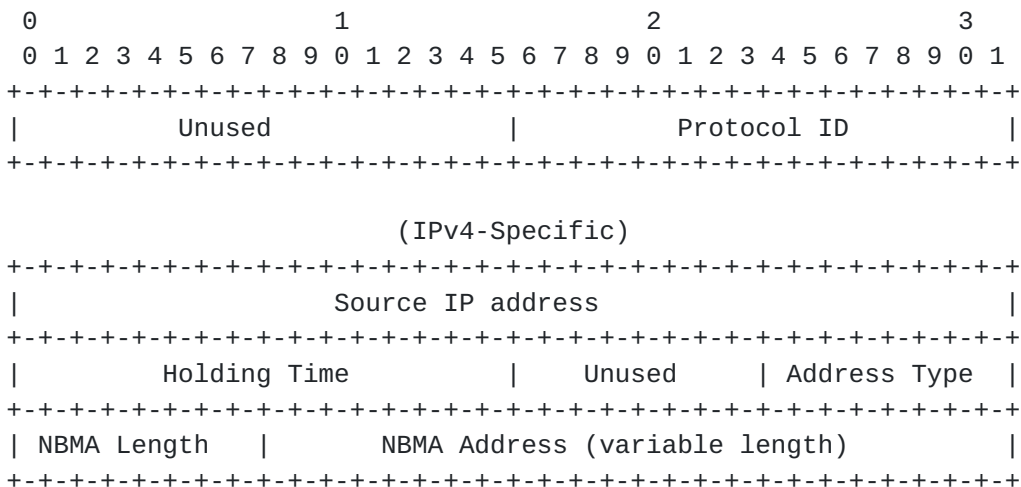 0                   1                   2                   3
 0 1 2 3 4 5 6 7 8 9 0 1 2 3 4 5 6 7 8 9 0 1 2 3 4 5 6 7 8 9 0 1
+-+-+-+-+-+-+-+-+-+-+-+-+-+-+-+-+-+-+-+-+-+-+-+-+-+-+-+-+-+-+-+-+
|          Unused               |          Protocol ID          |
+-+-+-+-+-+-+-+-+-+-+-+-+-+-+-+-+-+-+-+-+-+-+-+-+-+-+-+-+-+-+-+-+
                         (IPv4-Specific)
+-+-+-+-+-+-+-+-+-+-+-+-+-+-+-+-+-+-+-+-+-+-+-+-+-+-+-+-+-+-+-+-+
|                    Source IP address                          |
+-+-+-+-+-+-+-+-+-+-+-+-+-+-+-+-+-+-+-+-+-+-+-+-+-+-+-+-+-+-+-+-+
|         Holding Time          |    Unused     | Address Type  |
+-+-+-+-+-+-+-+-+-+-+-+-+-+-+-+-+-+-+-+-+-+-+-+-+-+-+-+-+-+-+-+-+
| NBMA Length   |       NBMA Address (variable length)          |
+-+-+-+-+-+-+-+-+-+-+-+-+-+-+-+-+-+-+-+-+-+-+-+-+-+-+-+-+-+-+-+-+